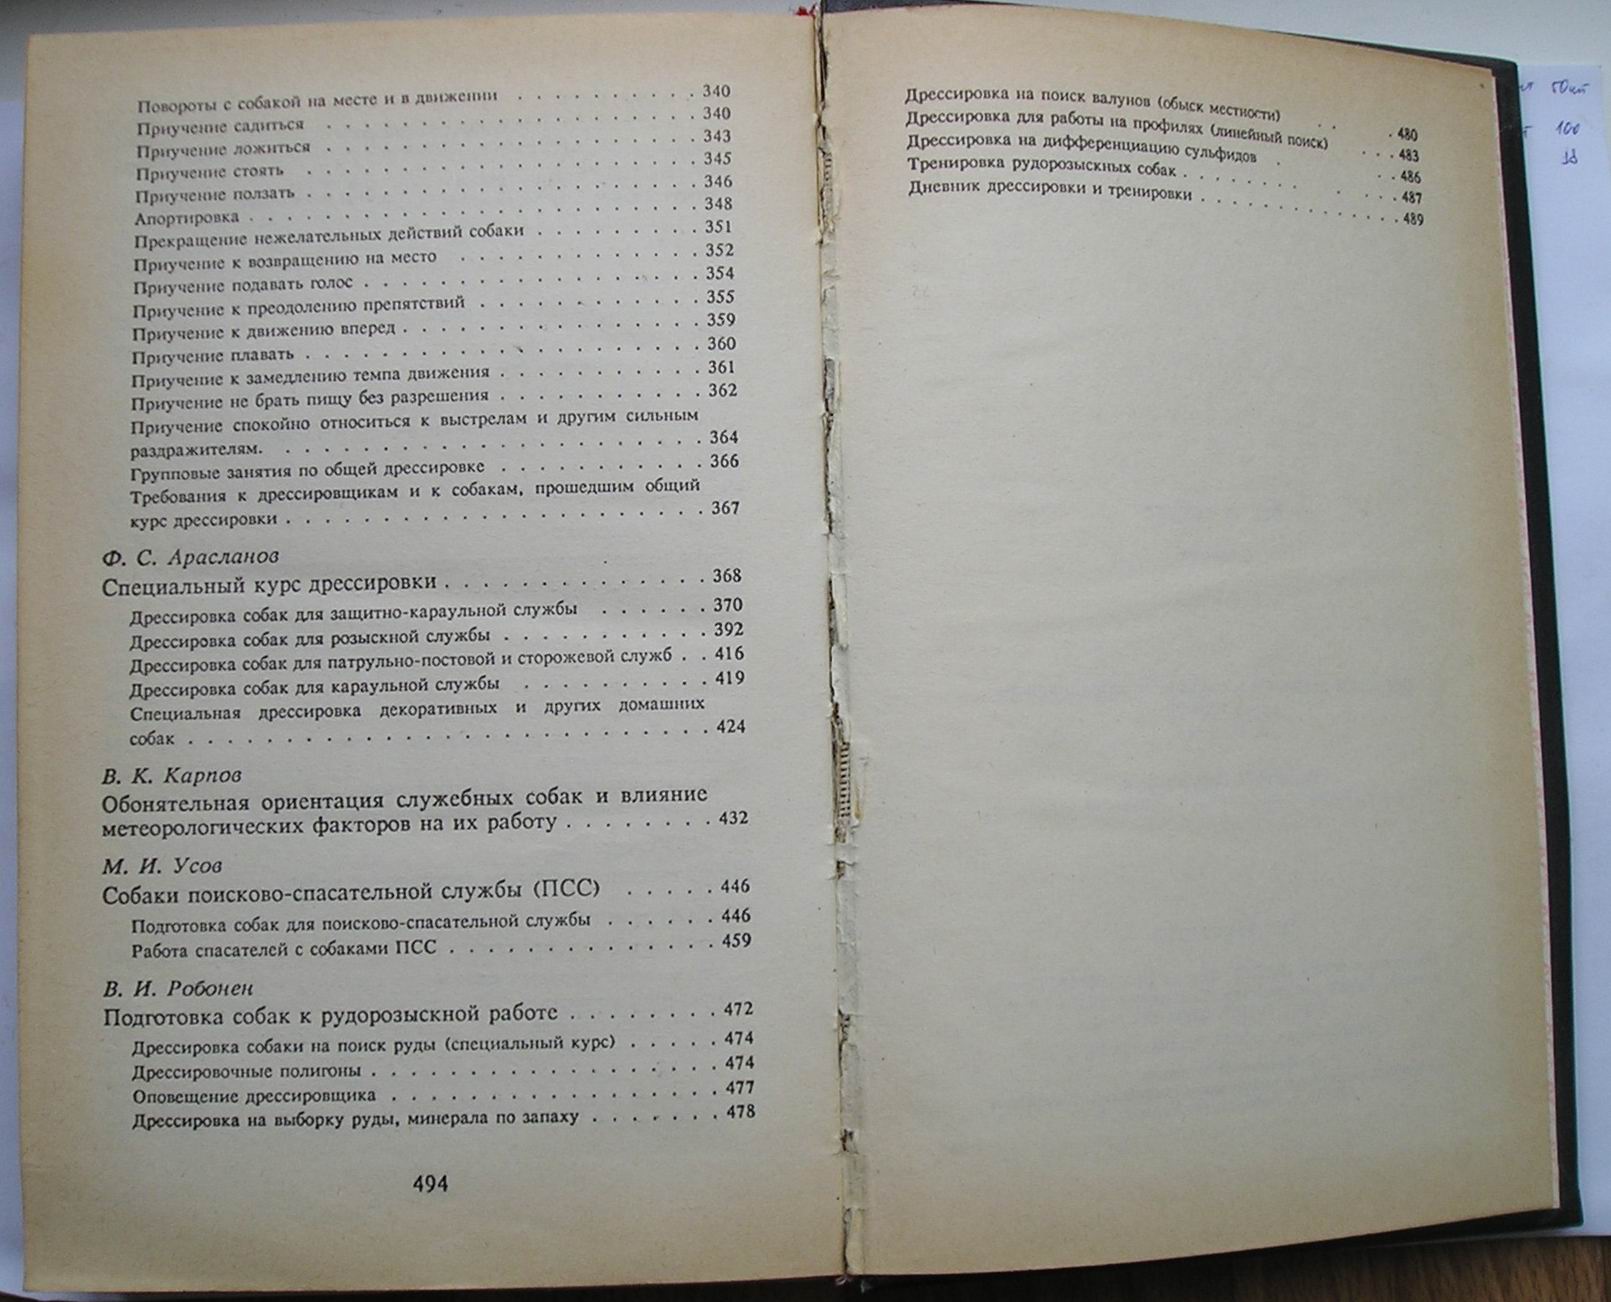 Повороты с собакой на месте и в движении . . . . . . . . . . 340
Приучение садиться . . . . . . . . . . . . . . . . . . . . 340
Приучение ложиться . . . . . . . . . . . . . . . . . . . . 343
Приучение стоять . . . . . . . . . . . . . . . . . . . . . 345
Приучение ползать . . . . . . . . . . . . . . . . . . . . . 346
Апортировка . . . . . . . . . . . . . . . . . . . . . . . . 348
Прекращение нежелательных действий собаки . . . . . . . . . 351
Приучение к возвращению на место . . . . . . . . . . . . . 352
Приучение подавать голос . . . . . . . . . . . . . . . . . 354
Приучение к преодолению препятствий . . . . . . . . . . . . 355
Приучение к движению вперед . . . . . . . . . . . . . . . . 359
Приучение плавать . . . . . . . . . . . . . . . . . . . . . 360
Приучение к замедлению темпа движения . . . . . . . . . . . 361
Приучение не брать пищу без разрешения . . . . . . . . . . . 362
Приучение спокойно относиться к выстрелам и другим сильным
раздражителям. . . . . . . . . . . . . . . . . . . . . . . 364
Групповые занятия по общей дрессировке . . . . . . . . . . . 366
Требования к дрессировщикам и к собакам, прошедшим общий
курс дрессировки . . . . . . . . . . . . . . . . . . . . . . 367
Ф. С. Арасланов
Специальный курс дрессировки . . . . . . . . . . . . . . 368
Дрессировка собак для защитно-караульной службы . . . . . . 370
Дрессировка собак для розыскной службы . . . . . . . . . . . 392
Дрессировка собак для патрульно-постовой и сторожевой служб . . 416
Дрессировка собак для караульной службы . . . . . . . . . . 419
Специальная дрессировка декоративных и других домашних
собак . . . . . . . . . . . . . . . . . . . . . . . . . . . 424
В. К. Карпов
Обонятельная ориентация служебных собак и влияние
метеорологических факторов на их работу . . . . . . . . 432
М. И. Усов
Собаки поисково-спасательной службы (ПСС) . . . . . 446
Подготовка собак для поисково-спасательной службы . . . . . . 446
Работа спасателей с собаками ПСС . . . . . . . . . . . . . . 459
В. И. Робонен
Подготовка собак к рудорозыскной работе . . . . . . . . 472
Дрессировка собаки на поиск руды (специальный курс) . . . . . 474
Дрессировочные полигоны . . . . . . . . . . . . . . . . . . 474
Оповещение дрессировщика . . . . . . . . . . . . . . . . . 477
Дрессировка на выборку руды, минерала по запаху . . . . . . . 478
494
Дрессировка на поиск валунов (обыск местности) . . . 480
Дрессировка для работы на профилях (линейный поиск) . . . 483
Дрессировка на дифференциацию сульфидов . . . 486
Тренировка рудорозыскных собак . . . . . . . . . . . 487
Дневник дрессировки и тренировки . . . . . . . . . . . . . 489
100